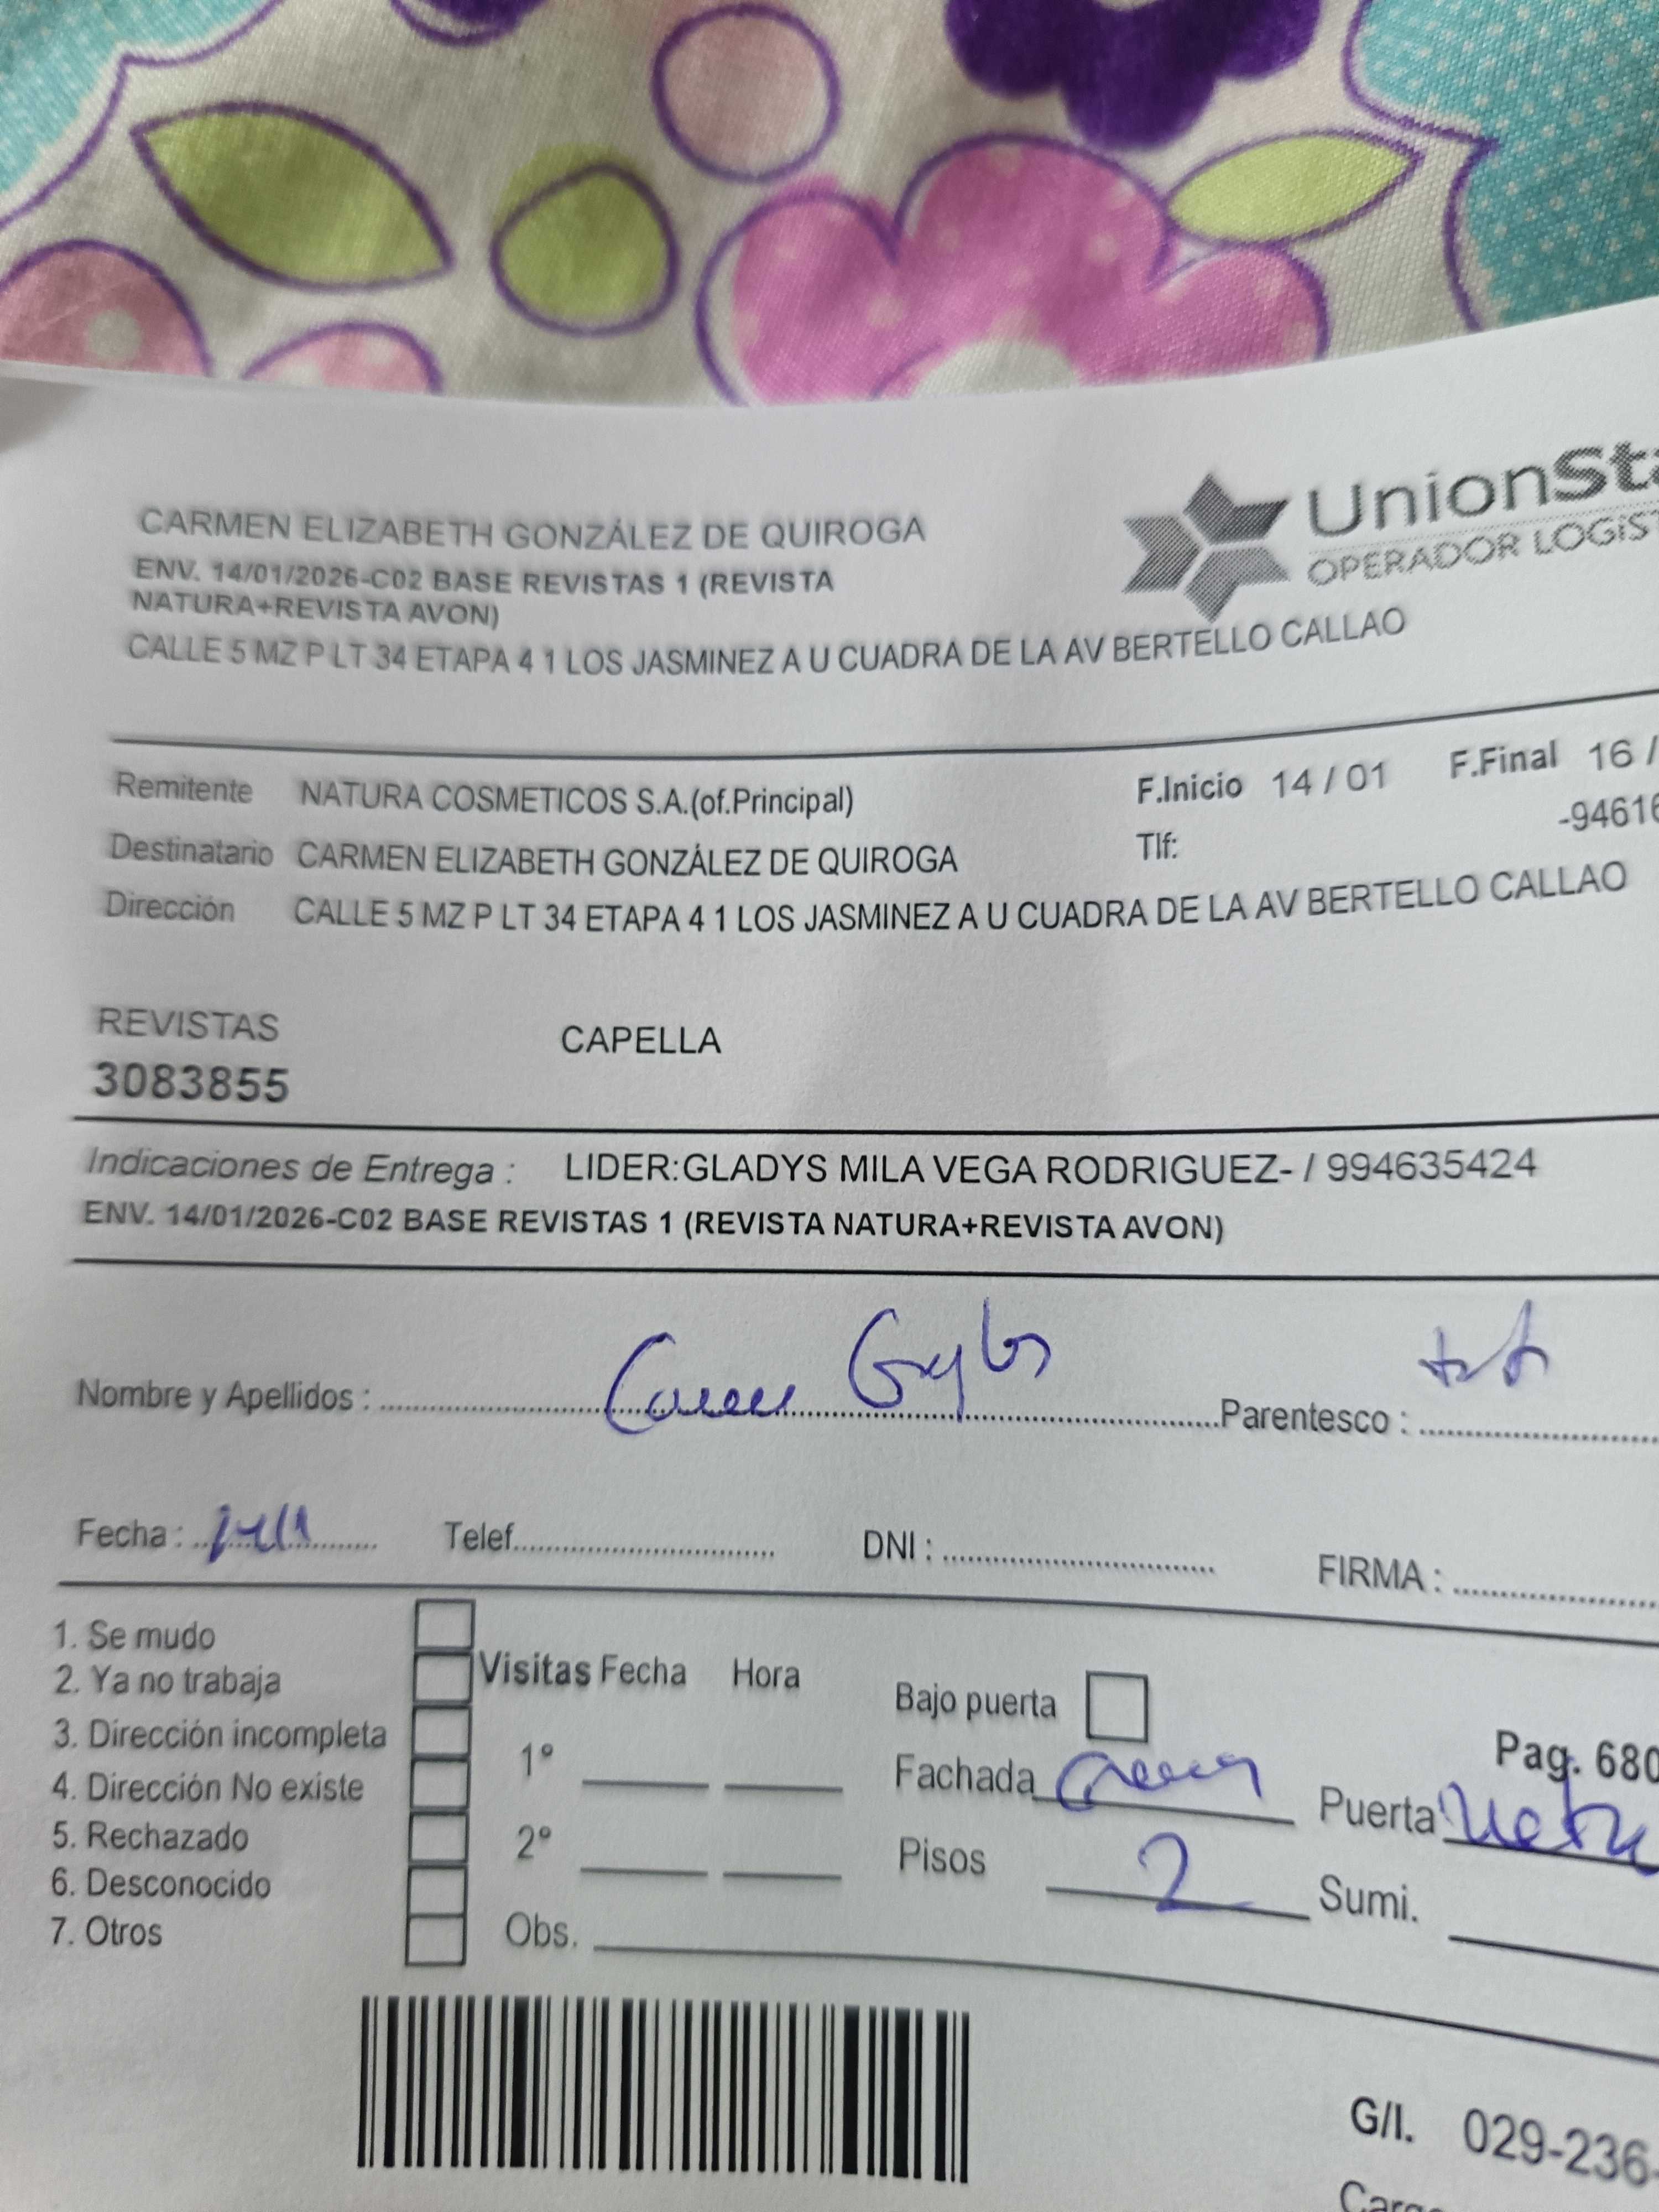 CARMEN ELIZABETH GONZÁLEZ DE QUIROGA
ENV. 14/01/2026-C02 BASE REVISTAS 1 (REVISTA
NATURA+REVISTA AVON)
CALLE 5 MZ P LT 34 ETAPA 4 1 LOS JASMINEZ A U CUADRA DE LA AV BERTELLO CALLAO
UnionSta
OPERADOR LOGíST
Remitente NATURA COSMETICOS S.A.(of.Principal) F.Inicio 14 / 01 F.Final 16 /
Destinatario CARMEN ELIZABETH GONZÁLEZ DE QUIROGA Tlf: -94616
Dirección CALLE 5 MZ P LT 34 ETAPA 4 1 LOS JASMINEZ A U CUADRA DE LA AV BERTELLO CALLAO
REVISTAS CAPELLA
3083855
Indicaciones de Entrega : LIDER:GLADYS MILA VEGA RODRIGUEZ- / 994635424
ENV. 14/01/2026-C02 BASE REVISTAS 1 (REVISTA NATURA+REVISTA AVON)
Nombre y Apellidos : Parentesco :
Fecha : Telef. DNI : FIRMA :
1. Se mudo
2. Ya no trabaja
3. Dirección incompleta
4. Dirección No existe
5. Rechazado
6. Desconocido
7. Otros
Visitas Fecha Hora
1º
2º
Obs.
Bajo puerta
Fachada
Pisos 2
Pag. 680
Puerta
Sumi.
G/I. 029-236-